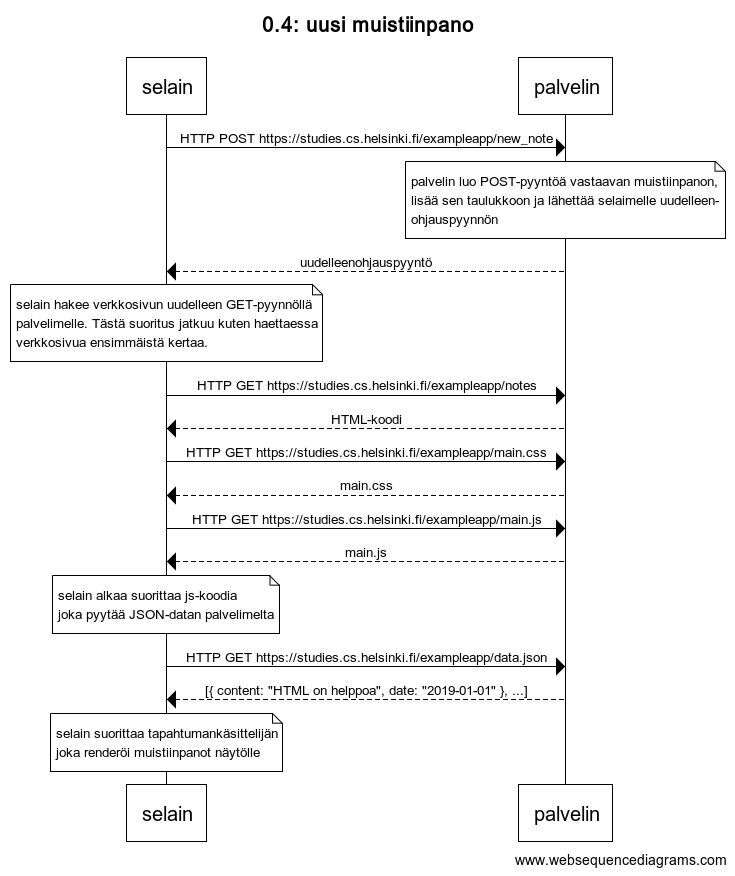 0.4: uusi muistiinpano
selain
palvelin
HTTP POST https://studies.cs.helsinki.fi/exampleapp/new_note
palvelin luo POST-pyyntöä vastaavan muistiinpanon,
lisää sen taulukkoon ja lähettää selaimelle uudelleen-
ohjauspyynnön
uudelleenohjauspyyntö
selain hakee verkkosivun uudelleen GET-pyynnöllä
palvelimelle. Tästä suoritus jatkuu kuten haettaessa
verkkosivua ensimmäistä kertaa.
HTTP GET https://studies.cs.helsinki.fi/exampleapp/notes
HTML-koodi
HTTP GET https://studies.cs.helsinki.fi/exampleapp/main.css
main.css
HTTP GET https://studies.cs.helsinki.fi/exampleapp/main.js
main.js
selain alkaa suorittaa js-koodia
joka pyytää JSON-datan palvelimelta
HTTP GET https://studies.cs.helsinki.fi/exampleapp/data.json
[{ content: "HTML on helppoa", date: "2019-01-01" }, ...]
selain suorittaa tapahtumankäsittelijän
joka renderöi muistiinpanot näytölle
selain
palvelin
www.websequencediagrams.com